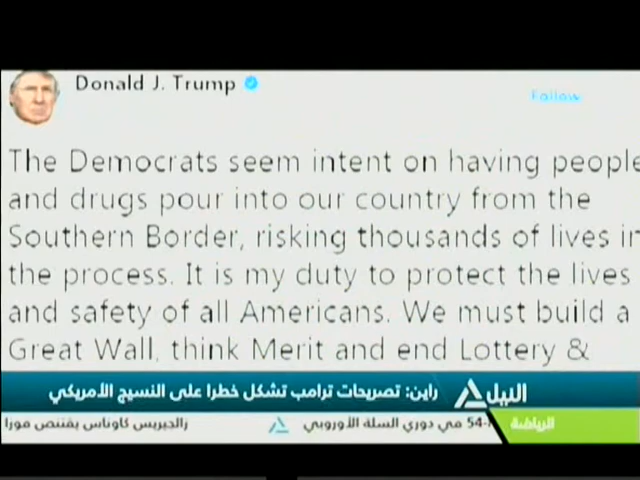 Donald J. Trump
Follow
The Democrats seem intent on having people
and drugs pour into our country from the
Southern Border, risking thousands of lives in
the process. It is my duty to protect the lives
and safety of all Americans. We must build a
Great Wall, think Merit and end Lottery &
النيل
راين: تصريحات ترامب تشكل خطرا على النسيج الأمريكي
الرياضة
54-7 في دوري السلة الأوروبي
زالجيريس كاوناس يقتنص فوزا